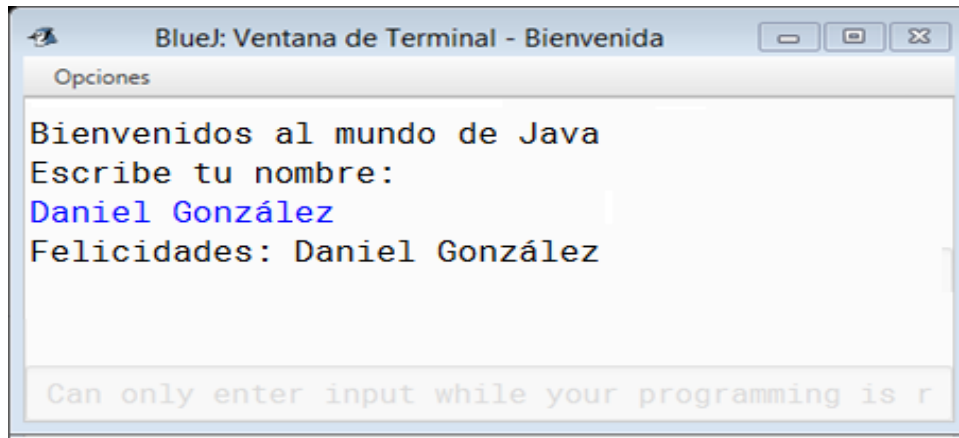 BlueJ: Ventana de Terminal - Bienvenida
Opciones
Bienvenidos al mundo de Java
Escribe tu nombre:
Daniel González
Felicidades: Daniel González
Can only enter input while your programming is r